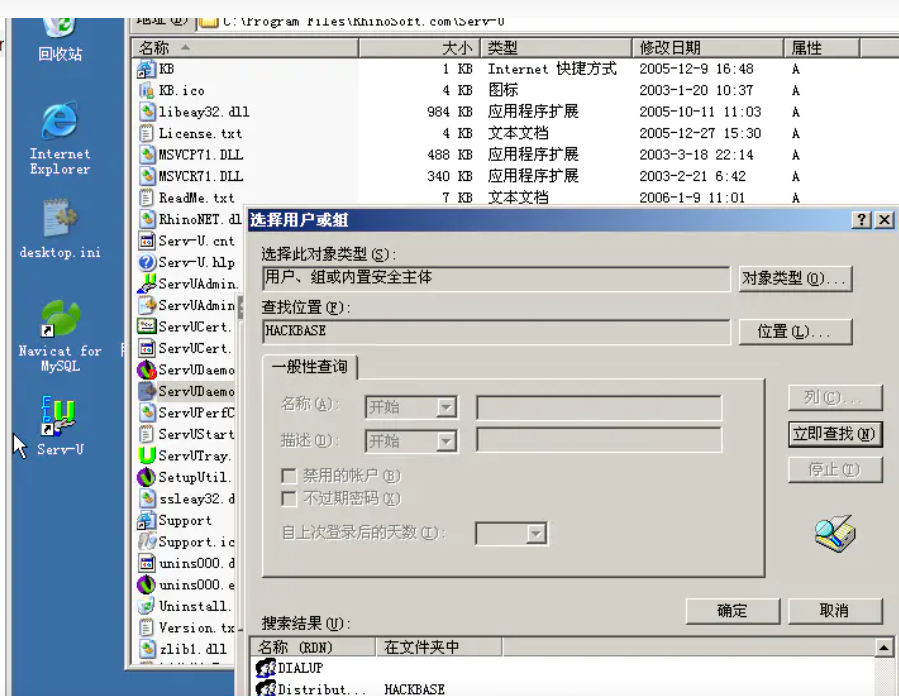 回收站
Internet
Explorer
desktop.ini
Navicat for
MySQL
Serv-U
地址(D) C:\Program Files\RhinoSoft.com\Serv-U
名称 大小 类型 修改日期 属性
KB 1 KB Internet 快捷方式 2005-12-9 16:48 A
KB.ico 4 KB 图标 2003-1-20 10:37 A
libeay32.dll 984 KB 应用程序扩展 2005-10-11 11:03 A
License.txt 4 KB 文本文档 2005-12-27 15:30 A
MSVCP71.DLL 488 KB 应用程序扩展 2003-3-18 22:14 A
MSVCR71.DLL 340 KB 应用程序扩展 2003-2-21 6:42 A
ReadMe.txt 7 KB 文本文档 2006-1-9 11:01 A
RhinoNET.dl
Serv-U.cnt
Serv-U.hlp
ServUAdmin.
ServUAdmin
ServUCert.
ServUCert.
ServUDaemo
ServUDaemo
ServUPerfC
ServUStart
ServUTray.
SetupUtil.
ssleay32.d
Support
Support.ic
unins000.d
unins000.e
Uninstall.
Version.tx
zlib1.dll
选择用户或组
选择此对象类型(S):
用户、组或内置安全主体 对象类型(O)...
查找位置(F):
HACKBASE 位置(L)...
一般性查询
名称(A): 开始
列(C)...
描述(D): 开始
立即查找(N)
禁用的帐户(B)
停止(T)
不过期密码(X)
自上次登录后的天数(I):
确定 取消
搜索结果(U):
名称 (RDN) 在文件夹中
DIALUP
Distribut... HACKBASE